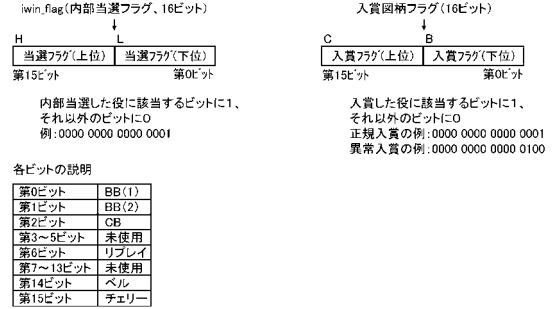 iwin_flag(内部当選フラグ、16ビット)
H L
当選フラグ(上位) 当選フラグ(下位)
第15ビット 第0ビット
内部当選した役に該当するビットに1、
それ以外のビットに0
例:0000 0000 0000 0001
入賞図柄フラグ(16ビット)
C B
入賞フラグ(上位) 入賞フラグ(下位)
第15ビット 第0ビット
入賞した役に該当するビットに1、
それ以外のビットに0
正規入賞の例:0000 0000 0000 0001
異常入賞の例:0000 0000 0000 0100
各ビットの説明
第0ビット BB(1)
第1ビット BB(2)
第2ビット CB
第3～5ビット 未使用
第6ビット リプレイ
第7～13ビット 未使用
第14ビット ベル
第15ビット チェリー